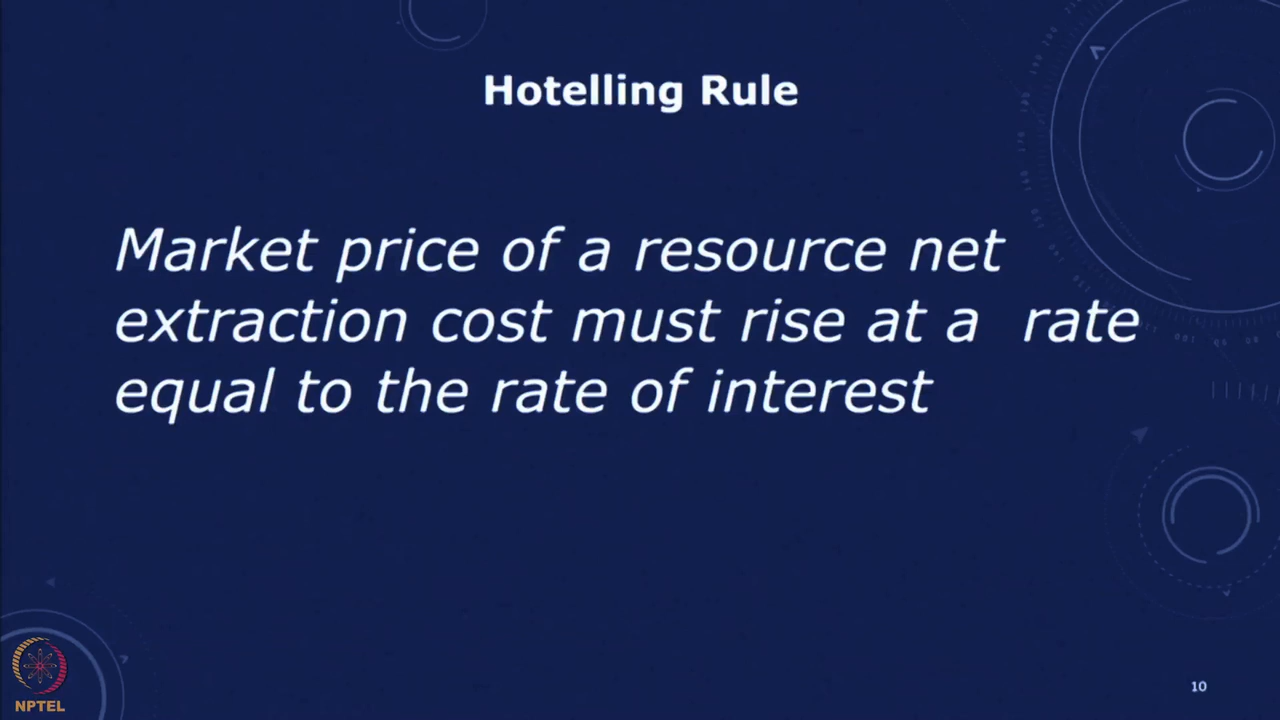 Hotelling Rule
Market price of a resource net
extraction cost must rise at a rate
equal to the rate of interest
NPTEL
10